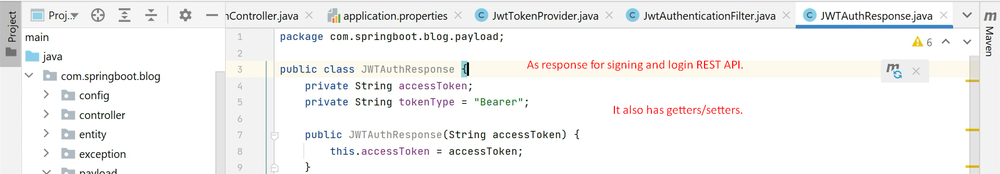 Project
Proj...
nController.java
application.properties
JwtTokenProvider.java
JwtAuthenticationFilter.java
JWTAuthResponse.java
m
Maven
main
java
com.springboot.blog
config
controller
entity
exception
payload
6
1 package com.springboot.blog.payload;
2
3 public class JWTAuthResponse {
As response for signing and login REST API.
m
4 private String accessToken;
5 private String tokenType = "Bearer";
It also has getters/setters.
6
7 public JWTAuthResponse(String accessToken) {
8 this.accessToken = accessToken;
9 }